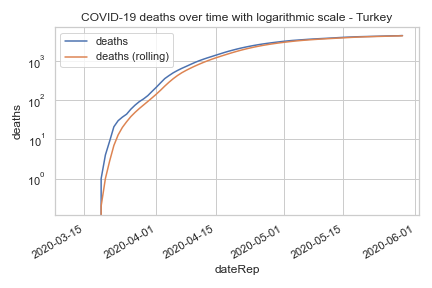 COVID-19 deaths over time with logarithmic scale - Turkey
deaths
deaths (rolling)
10³
10²
10¹
10⁰
deaths
2020-03-15
2020-04-01
2020-04-15
2020-05-01
2020-05-15
2020-06-01
dateRep